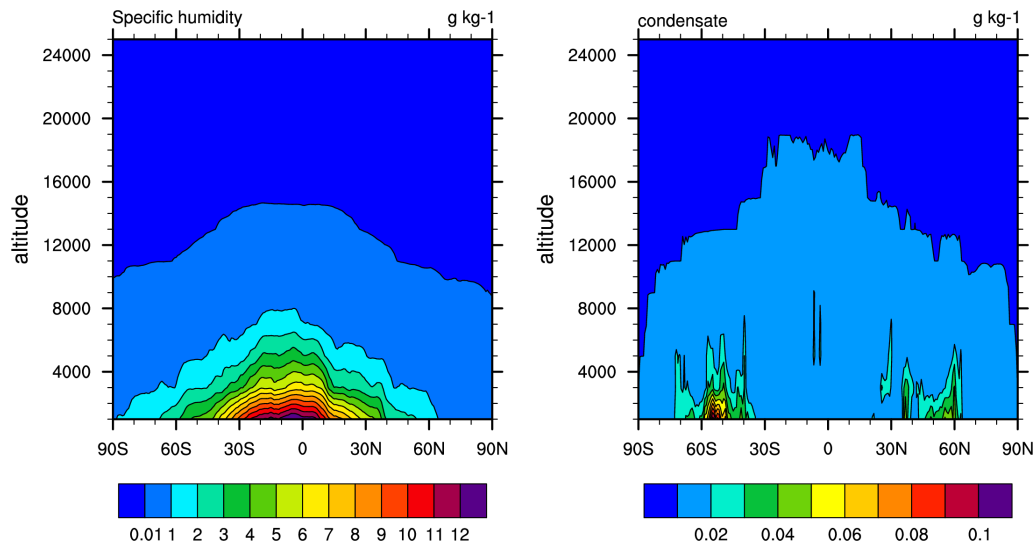 Specific humidity g kg-1
altitude
24000
20000
16000
12000
8000
4000
90S 60S 30S 0 30N 60N 90N
0.01 1 2 3 4 5 6 7 8 9 10 11 12
condensate g kg-1
altitude
24000
20000
16000
12000
8000
4000
90S 60S 30S 0 30N 60N 90N
0.02 0.04 0.06 0.08 0.1